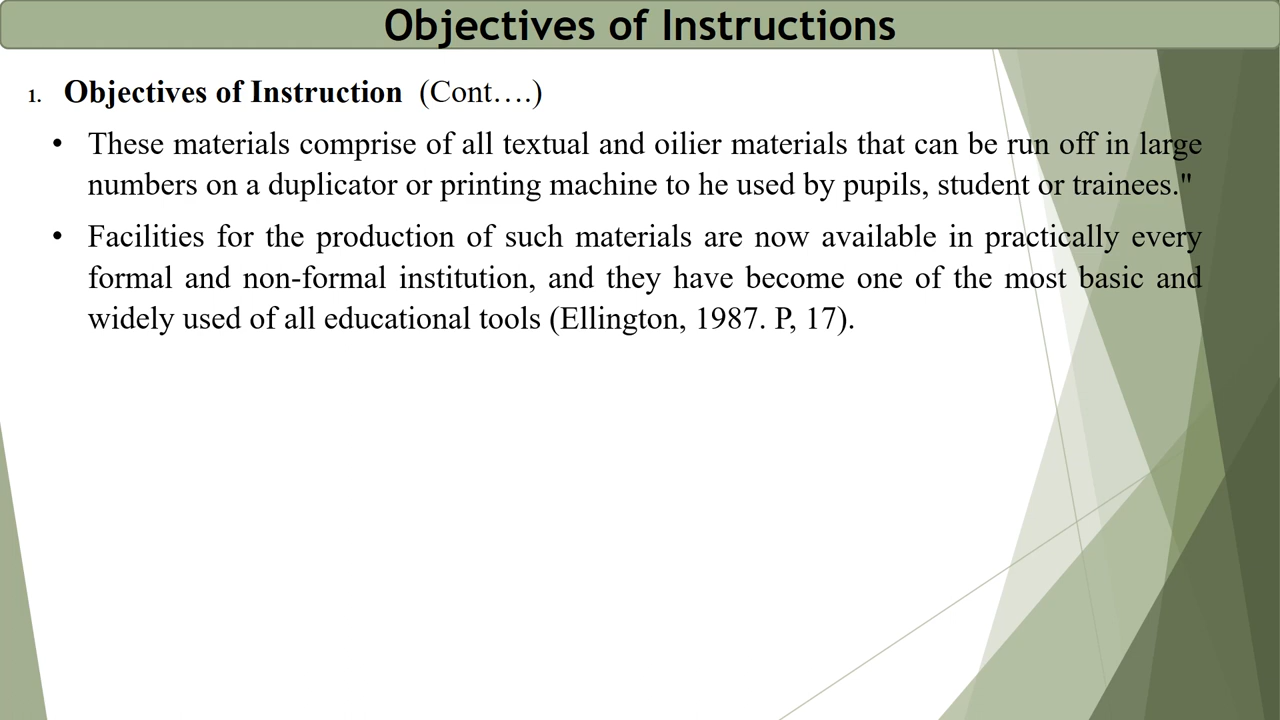 Objectives of Instructions
1. Objectives of Instruction (Cont….)
• These materials comprise of all textual and oilier materials that can be run off in large
numbers on a duplicator or printing machine to he used by pupils, student or trainees."
• Facilities for the production of such materials are now available in practically every
formal and non-formal institution, and they have become one of the most basic and
widely used of all educational tools (Ellington, 1987. P, 17).